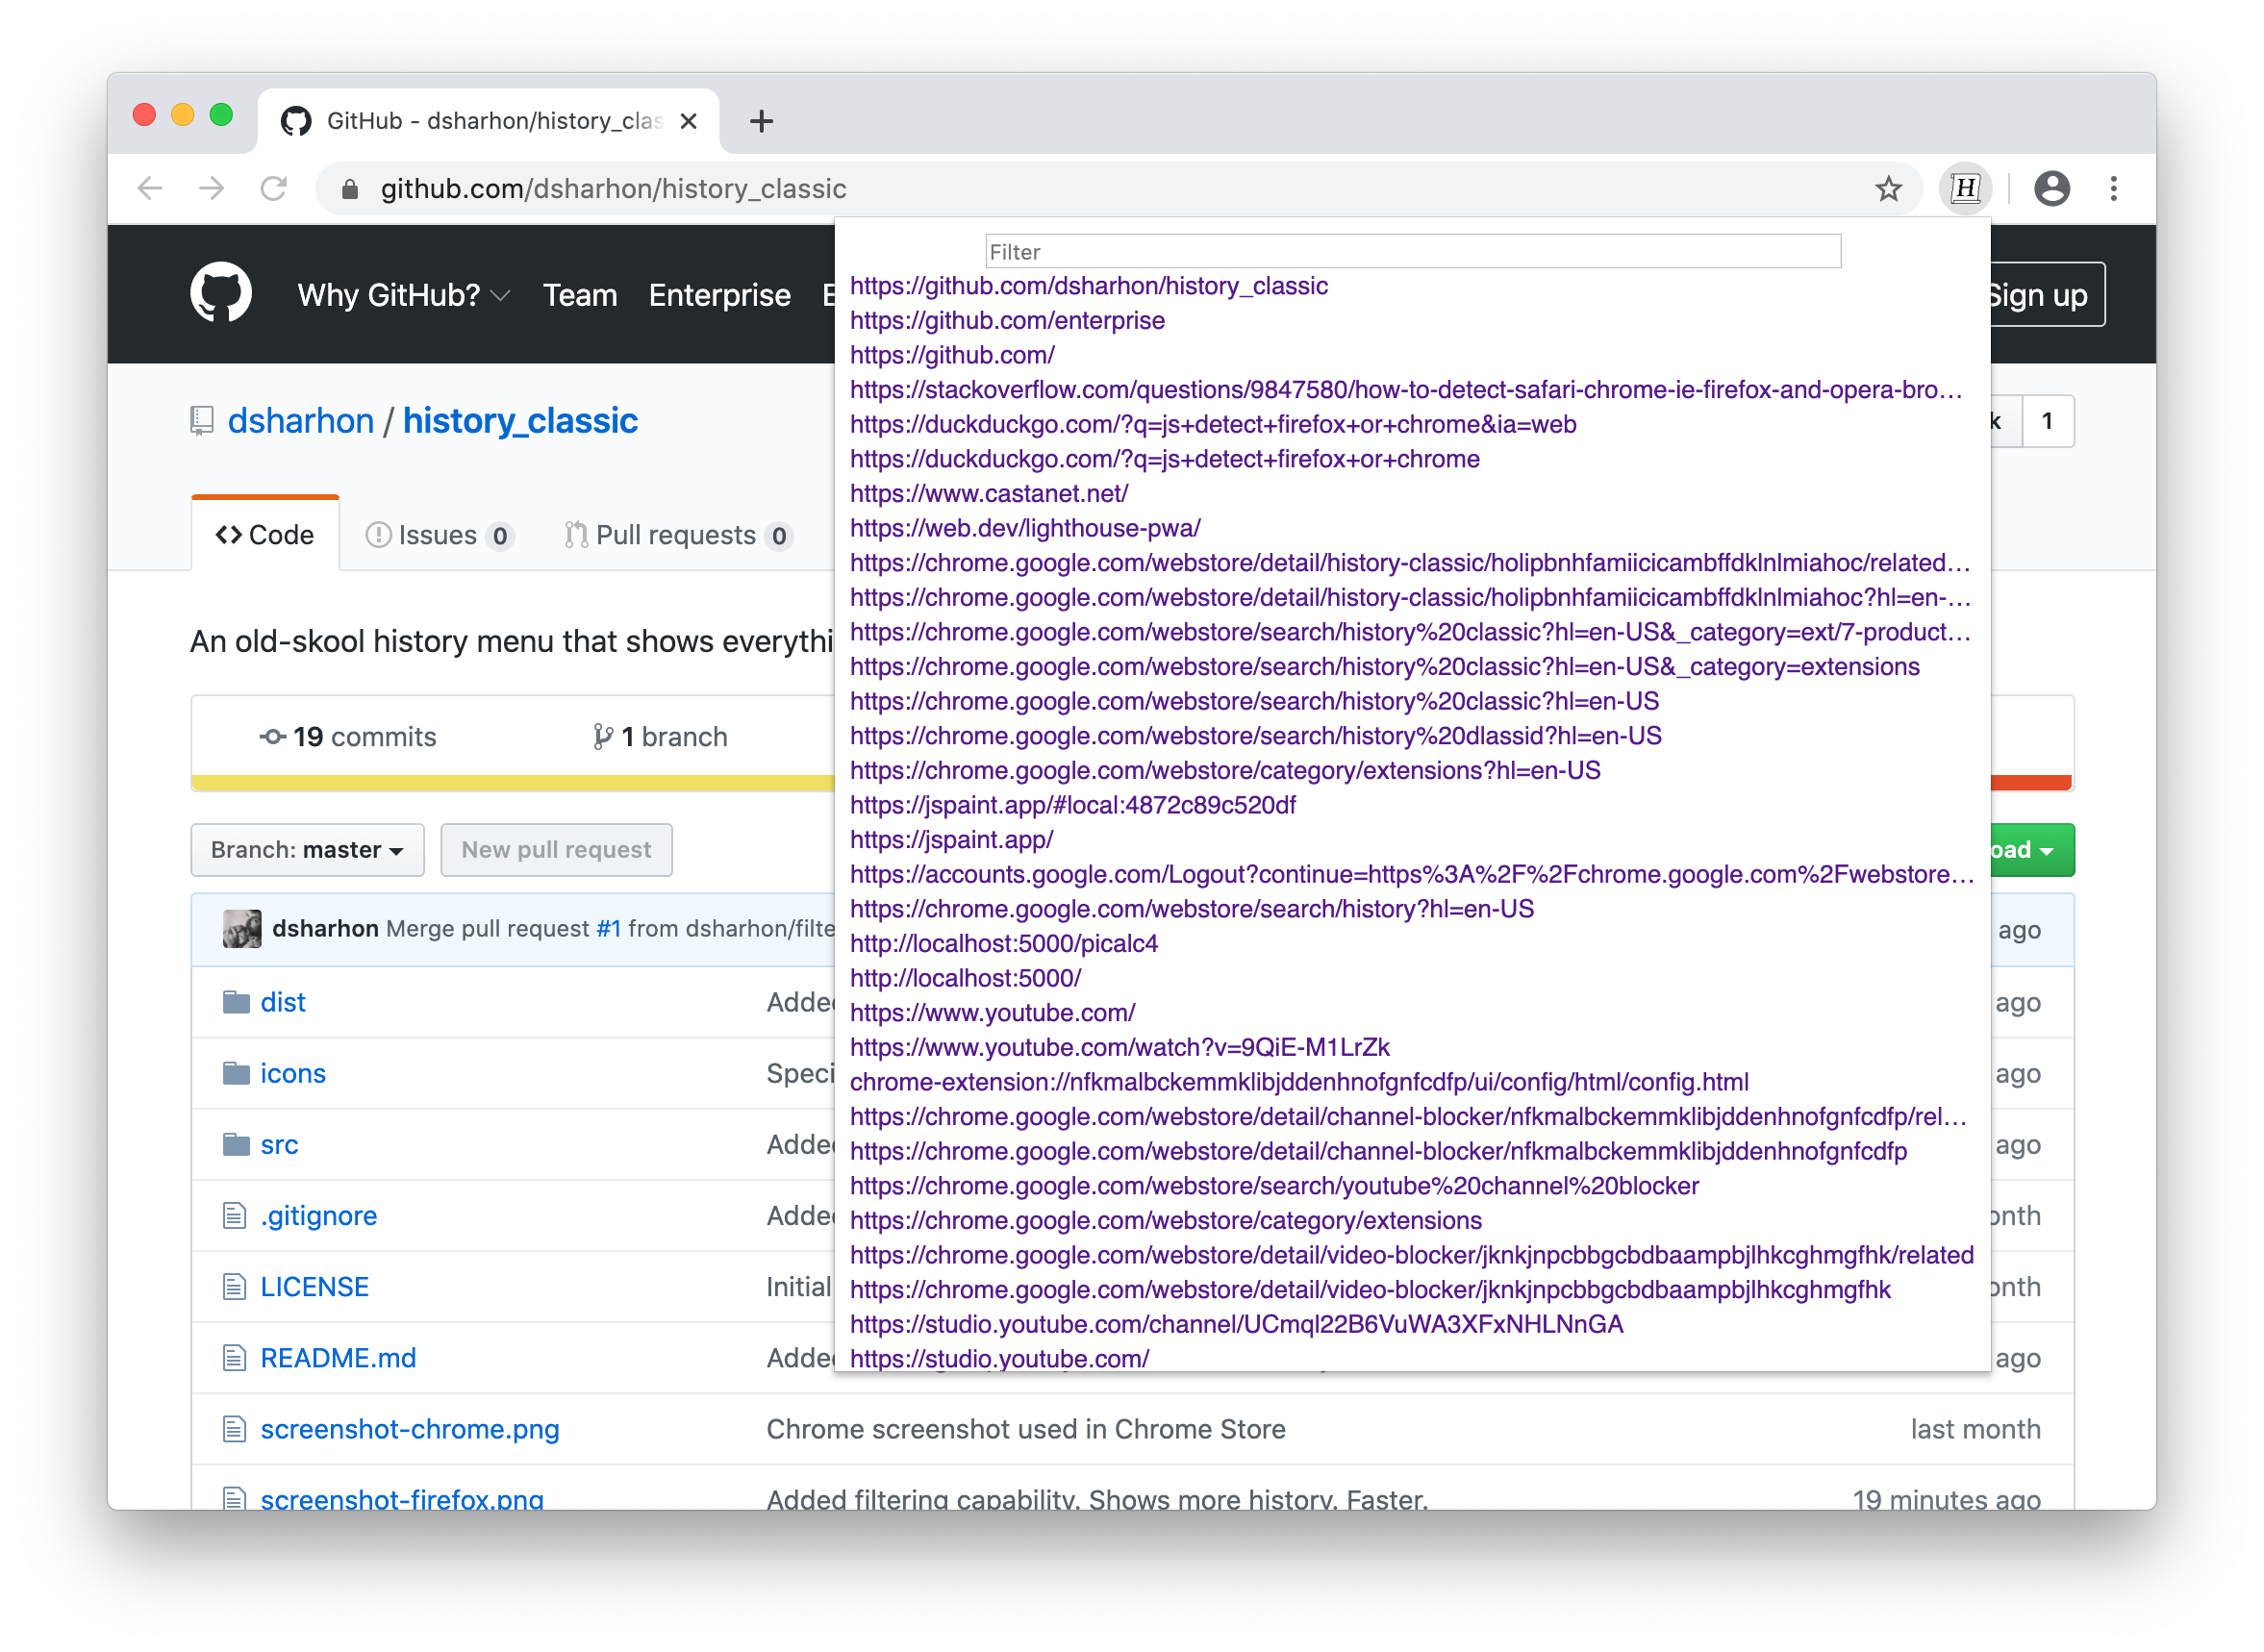 GitHub - dsharhon/history_clas
github.com/dsharhon/history_classic
H
Filter
Why GitHub? Team Enterprise E
Sign up
https://github.com/dsharhon/history_classic
https://github.com/enterprise
https://github.com/
https://stackoverflow.com/questions/9847580/how-to-detect-safari-chrome-ie-firefox-and-opera-bro…
dsharhon / history_classic
k 1
https://duckduckgo.com/?q=js+detect+firefox+or+chrome&ia=web
https://duckduckgo.com/?q=js+detect+firefox+or+chrome
https://www.castanet.net/
https://web.dev/lighthouse-pwa/
Code Issues 0 Pull requests 0
https://chrome.google.com/webstore/detail/history-classic/holipbnhfamiicicambffdklnlmiahoc/related…
https://chrome.google.com/webstore/detail/history-classic/holipbnhfamiicicambffdklnlmiahoc?hl=en-…
https://chrome.google.com/webstore/search/history%20classic?hl=en-US&_category=ext/7-product…
An old-skool history menu that shows everythi
https://chrome.google.com/webstore/search/history%20classic?hl=en-US&_category=extensions
https://chrome.google.com/webstore/search/history%20classic?hl=en-US
https://chrome.google.com/webstore/search/history%20dlassid?hl=en-US
19 commits 1 branch
https://chrome.google.com/webstore/category/extensions?hl=en-US
https://jspaint.app/#local:4872c89c520df
https://jspaint.app/
Branch: master New pull request
oad
https://accounts.google.com/Logout?continue=https%3A%2F%2Fchrome.google.com%2Fwebstore…
https://chrome.google.com/webstore/search/history?hl=en-US
dsharhon Merge pull request #1 from dsharhon/filte
ago
http://localhost:5000/picalc4
http://localhost:5000/
dist Added
ago
https://www.youtube.com/
https://www.youtube.com/watch?v=9QiE-M1LrZk
icons Speci
ago
chrome-extension://nfkmalbckemmklibjddenhnofgnfcdfp/ui/config/html/config.html
https://chrome.google.com/webstore/detail/channel-blocker/nfkmalbckemmklibjddenhnofgnfcdfp/rel…
src Added
ago
https://chrome.google.com/webstore/detail/channel-blocker/nfkmalbckemmklibjddenhnofgnfcdfp
https://chrome.google.com/webstore/search/youtube%20channel%20blocker
.gitignore Added
onth
https://chrome.google.com/webstore/category/extensions
https://chrome.google.com/webstore/detail/video-blocker/jknkjnpcbbgcbdbaampbjlhkcghmgfhk/related
LICENSE Initial
onth
https://chrome.google.com/webstore/detail/video-blocker/jknkjnpcbbgcbdbaampbjlhkcghmgfhk
https://studio.youtube.com/channel/UCmql22B6VuWA3XFxNHLNnGA
README.md Added
ago
https://studio.youtube.com/
screenshot-chrome.png Chrome screenshot used in Chrome Store last month
screenshot-firefox.png Added filtering capability. Shows more history. Faster. 19 minutes ago